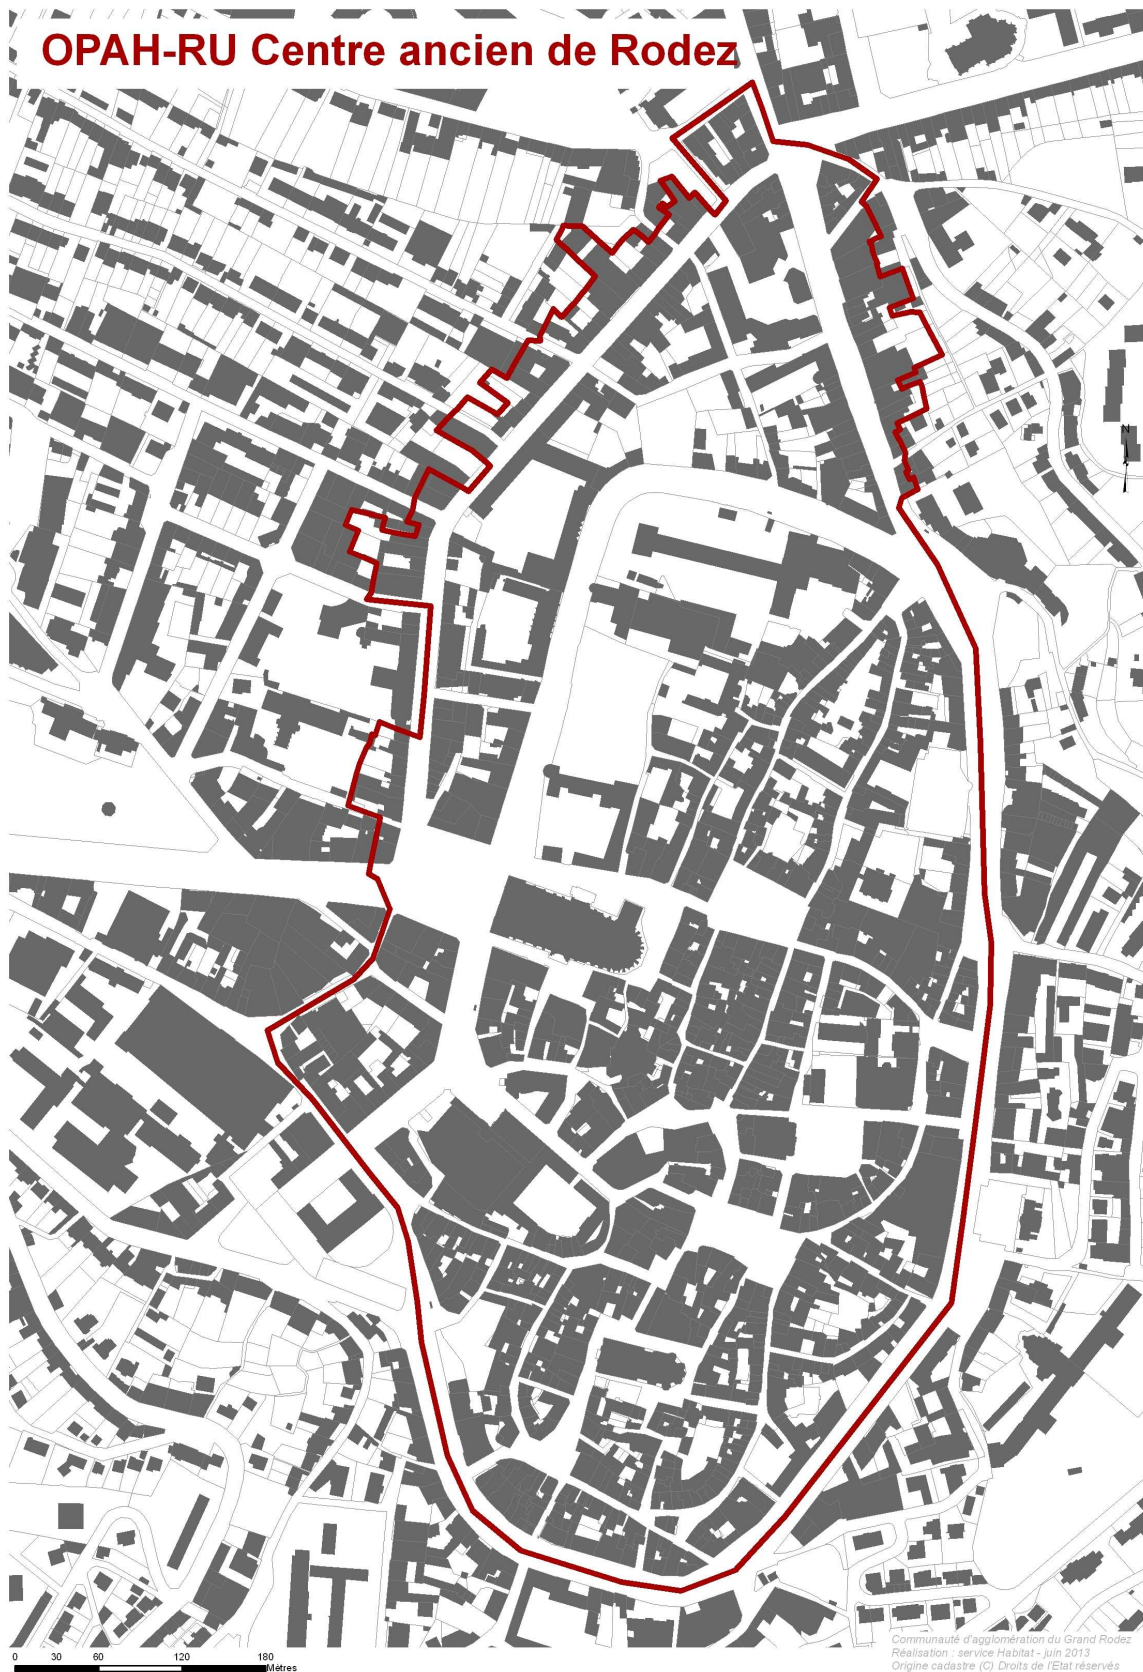 OPAH-RU Centre ancien de Rodez
N
0 30 60 120 180
Mètres
Communauté d'agglomération du Grand Rodez
Réalisation : service Habitat - juin 2013
Origine cadastre (C) Droits de l'Etat réservés